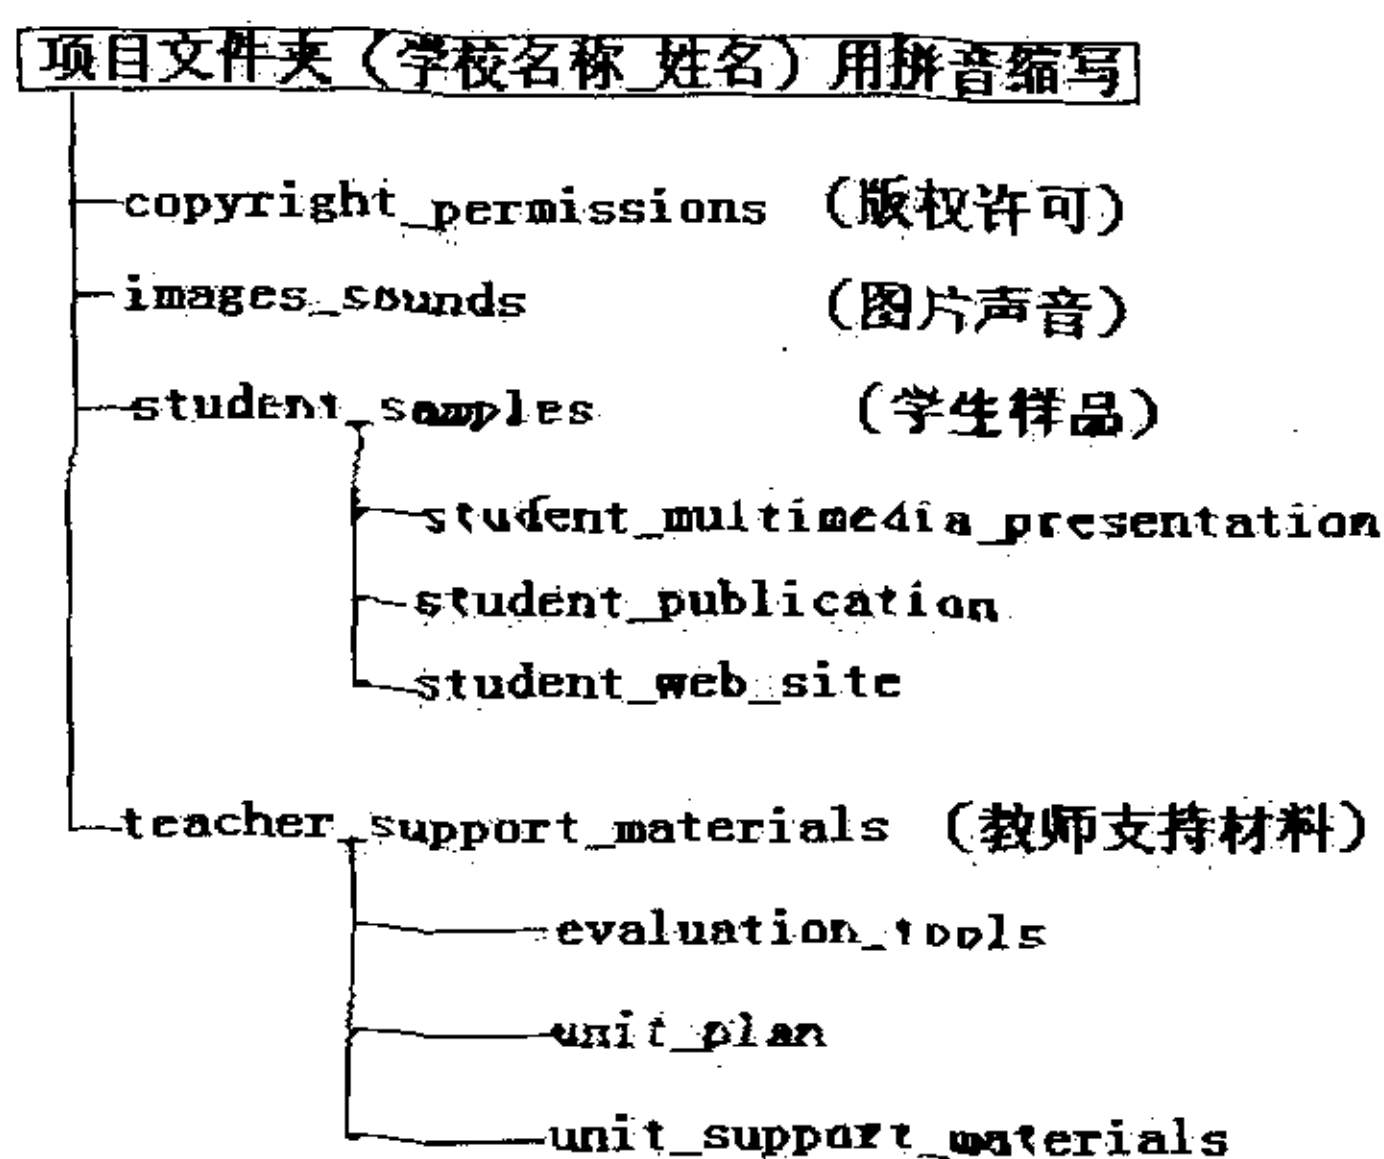 项目文件夹（学校名称_姓名）用拼音缩写
copyright_permissions （版权许可）
images_sounds （图片声音）
student_samples （学生样品）
student_multimedia_presentation
student_publication
student_web_site
teacher_support_materials （教师支持材料）
evaluation_tools
unit_plan
unit_support_materials